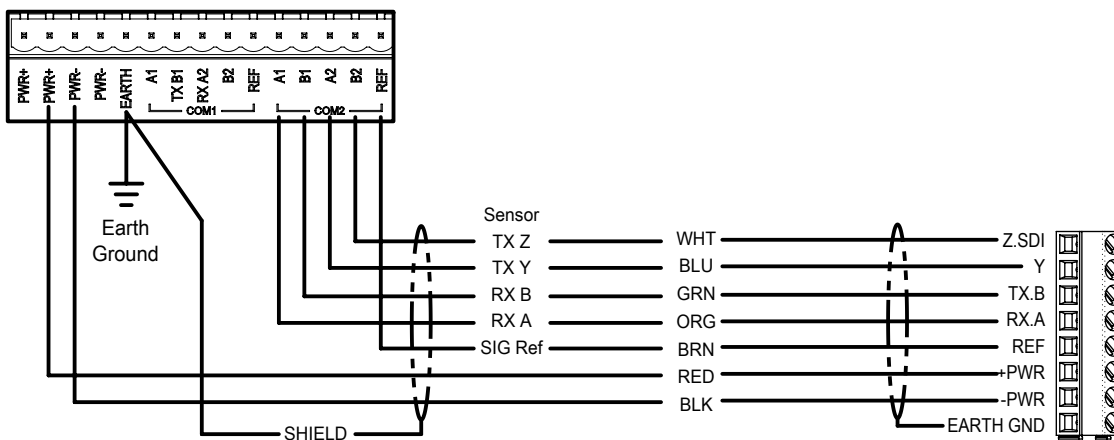 PWR+
PWR+
PWR-
PWR-
EARTH
A1
TX B1
RX A2
B2
REF
A1
B1
A2
B2
REF
COM1
COM2
Earth
Ground
Sensor
TX Z WHT Z.SDI
TX Y BLU Y
RX B GRN TX.B
RX A ORG RX.A
SIG Ref BRN REF
RED +PWR
BLK -PWR
SHIELD EARTH GND